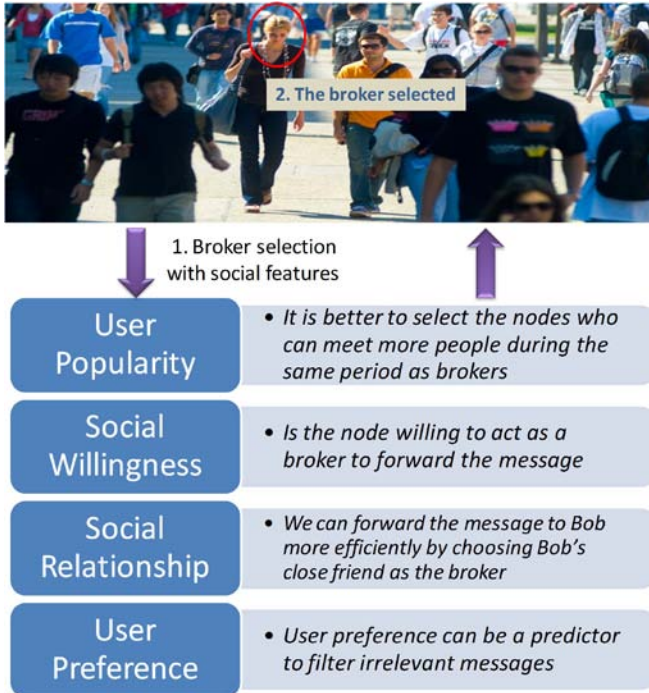 2. The broker selected
1. Broker selection
with social features
User
Popularity
• It is better to select the nodes who
can meet more people during the
same period as brokers
Social
Willingness
• Is the node willing to act as a
broker to forward the message
Social
Relationship
• We can forward the message to Bob
more efficiently by choosing Bob's
close friend as the broker
User
Preference
• User preference can be a predictor
to filter irrelevant messages